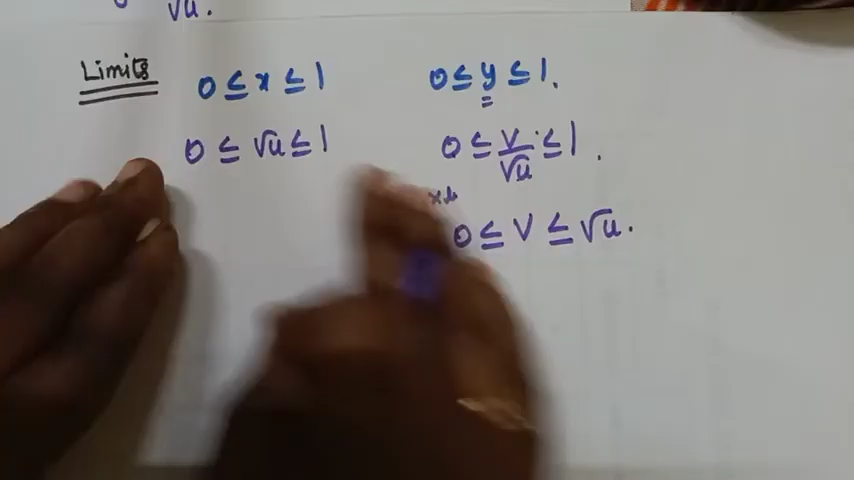 √u.
Limits 0 ≤ x ≤ 1 0 ≤ y ≤ 1.
0 ≤ √u ≤ 1 0 ≤ v/√u ≤ 1.
0 ≤ v ≤ √u.